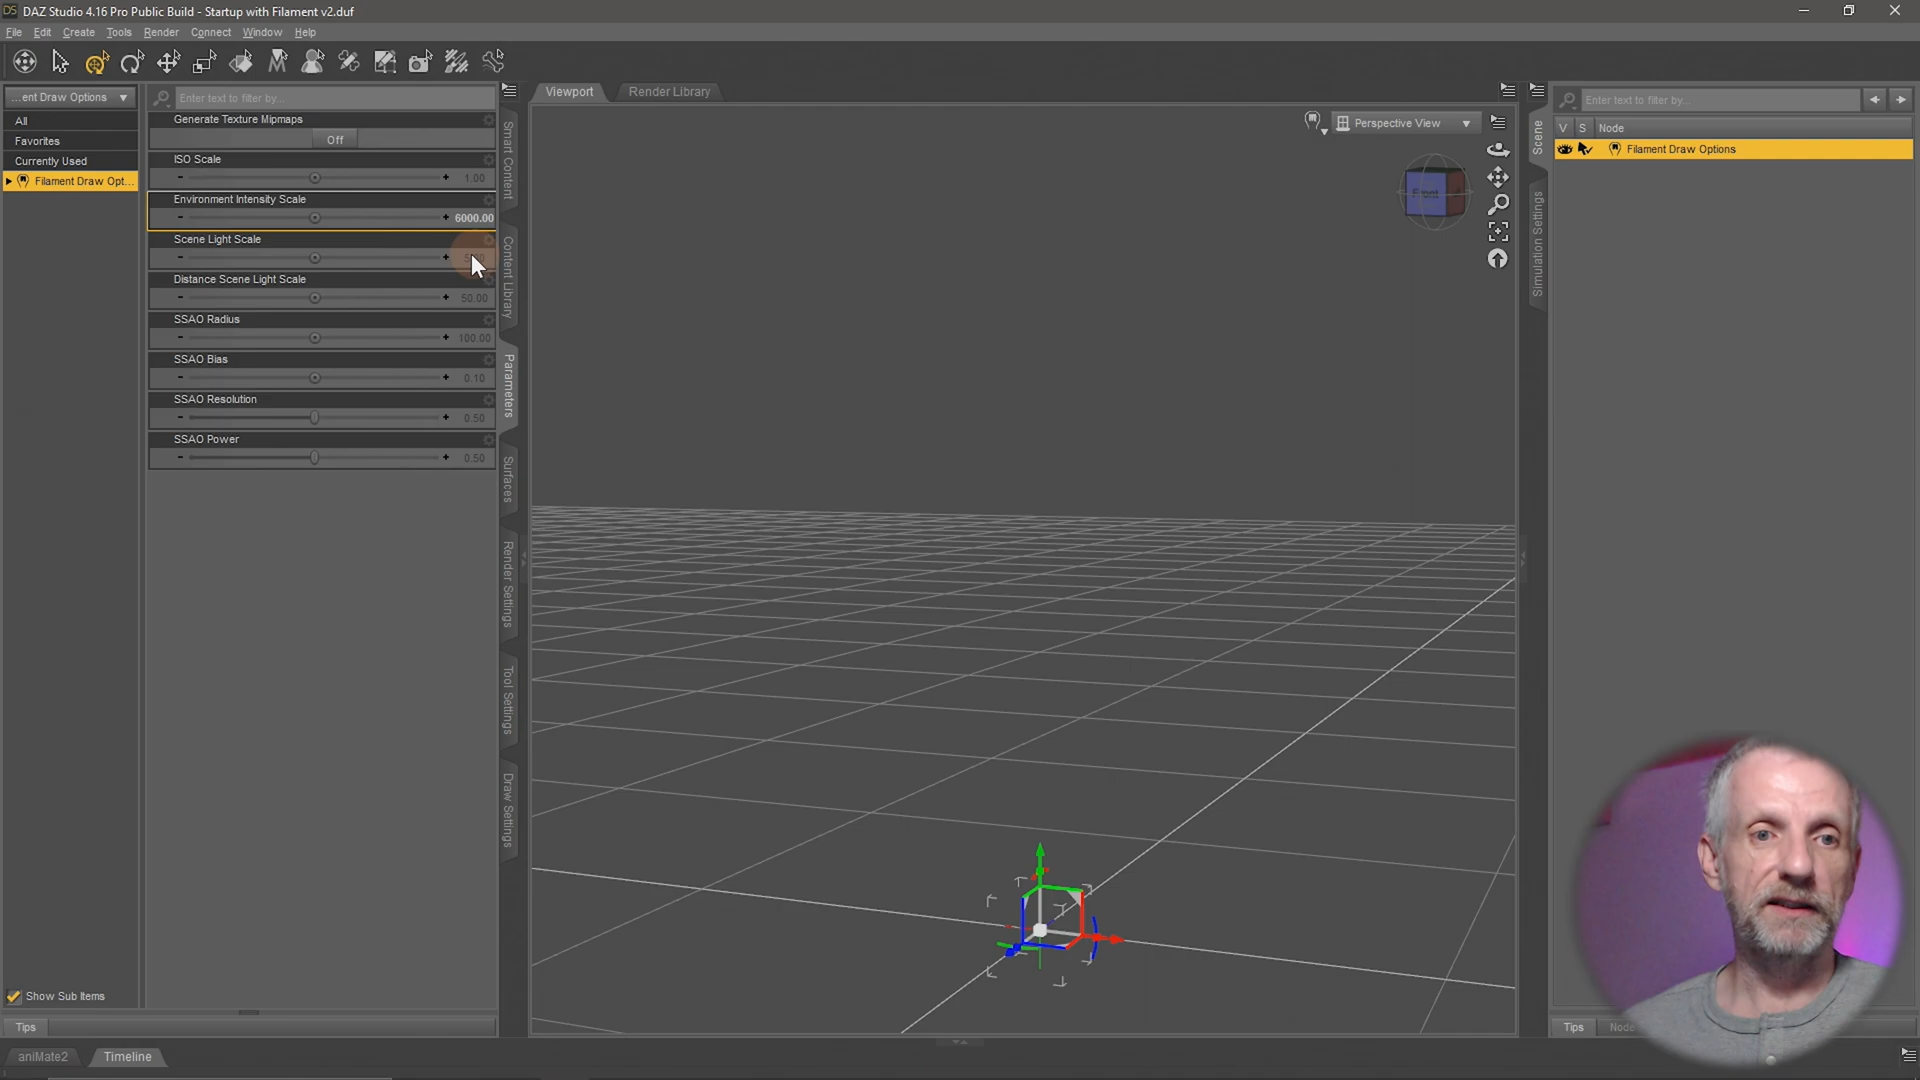 DS DAZ Studio 4.16 Pro Public Build - Startup with Filament v2.duf
File Edit Create Tools Render Connect Window Help
...ent Draw Options
All
Favorites
Currently Used
Filament Draw Opt...
Show Sub Items
Tips
Enter text to filter by...
Generate Texture Mipmaps
Off
ISO Scale
- + 1.00
Environment Intensity Scale
- + 6000.00
Scene Light Scale
- +
Distance Scene Light Scale
- + 50.00
SSAO Radius
- + 100.00
SSAO Bias
- + 0.10
SSAO Resolution
- + 0.50
SSAO Power
- + 0.50
Smart Content
Content Library
Parameters
Surfaces
Render Settings
Tool Settings
Draw Settings
Viewport Render Library
Perspective View
Front
Scene
Simulation Settings
Enter text to filter by...
V S Node
Filament Draw Options
Tips Node
aniMate2 Timeline